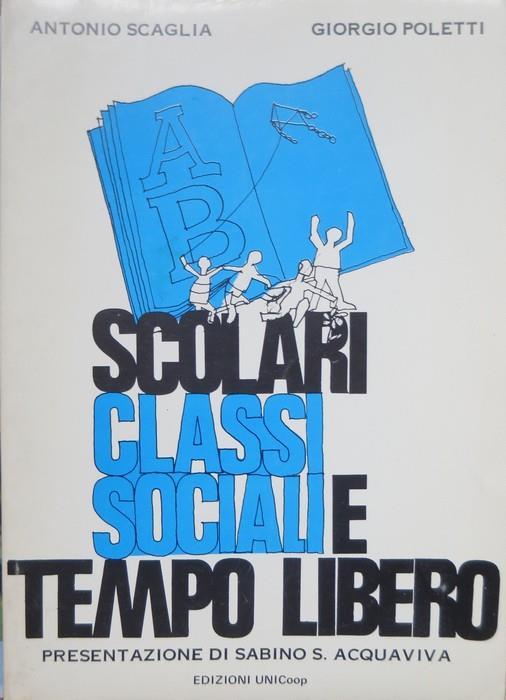 ANTONIO SCAGLIA GIORGIO POLETTI
A
B
SCOLARI
CLASSI
SOCIALI E
TEMPO LIBERO
PRESENTAZIONE DI SABINO S. ACQUAVIVA
EDIZIONI UNICoop